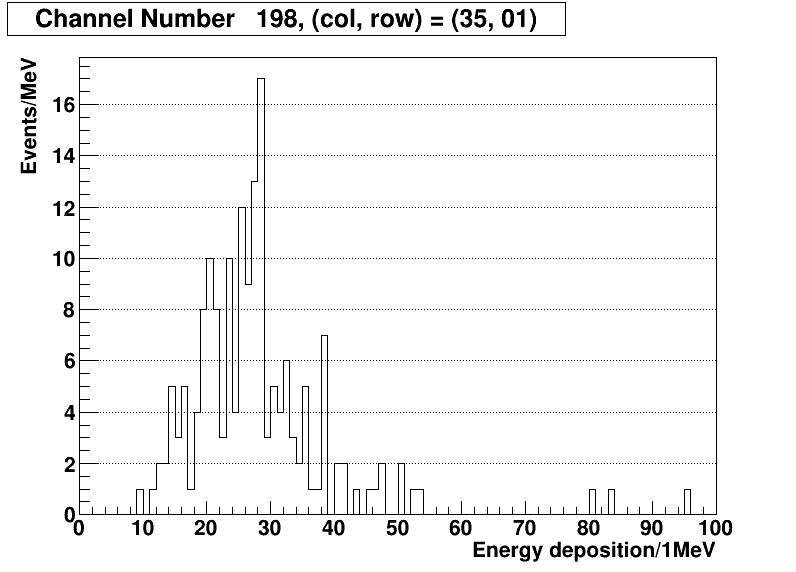 Channel Number   198, (col, row) = (35, 01)
Events/MeV
16
14
12
10
8
6
4
2
0
0 10 20 30 40 50 60 70 80 90 100
Energy deposition/1MeV